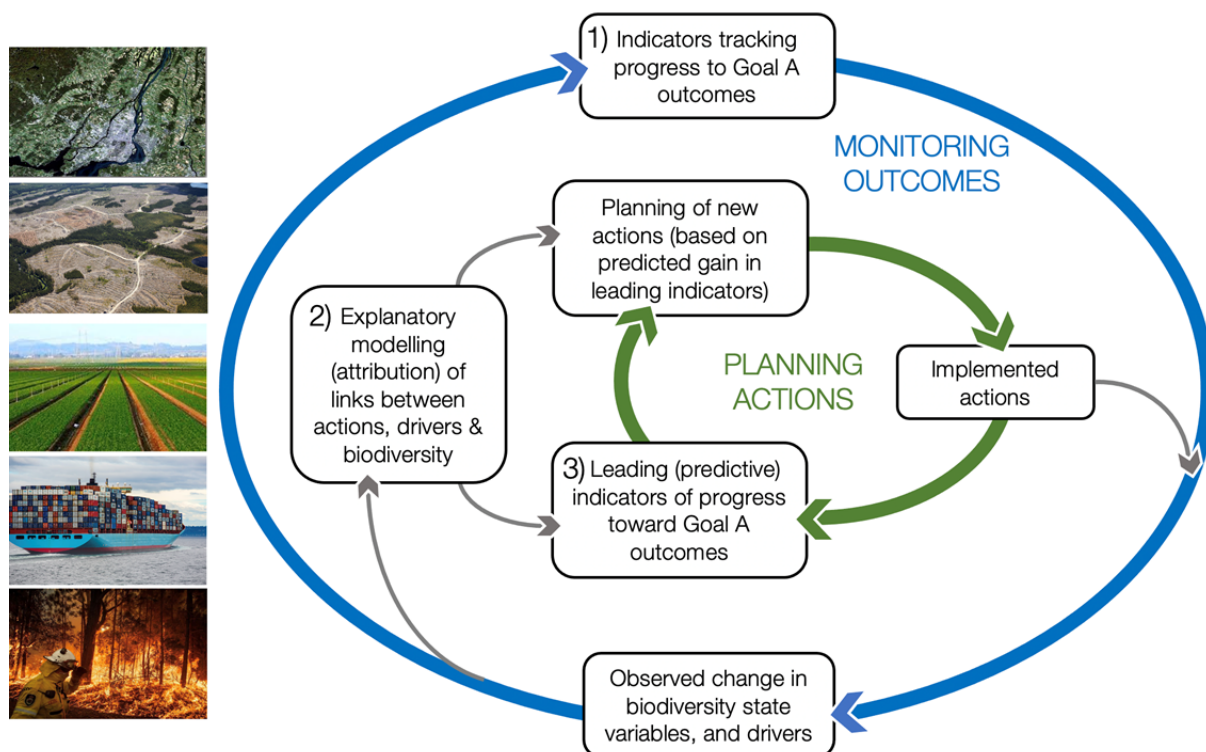 1) Indicators tracking
progress to Goal A
outcomes
MONITORING
OUTCOMES
Planning of new
actions (based on
predicted gain in
leading indicators)
2) Explanatory
modelling
(attribution) of
links between
actions, drivers &
biodiversity
PLANNING
ACTIONS
Implemented
actions
3) Leading (predictive)
indicators of progress
toward Goal A
outcomes
Observed change in
biodiversity state
variables, and drivers